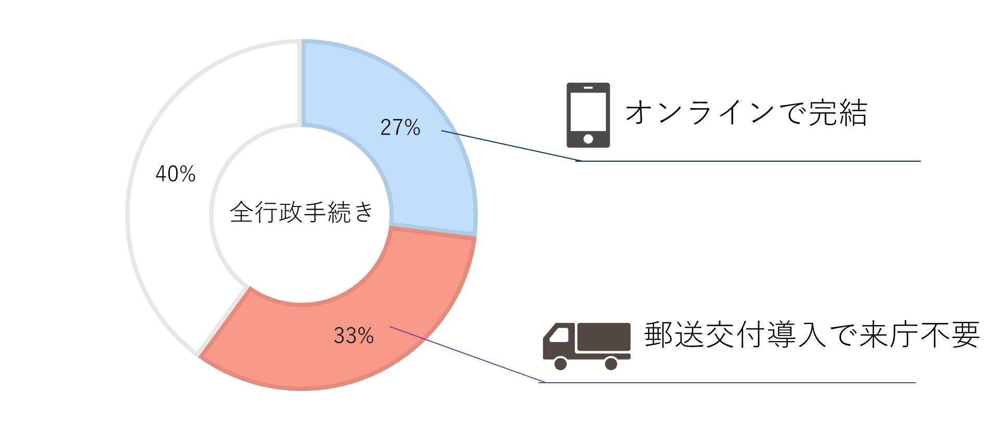 27%
オンラインで完結
40%
全行政手続き
33%
郵送交付導入で来庁不要